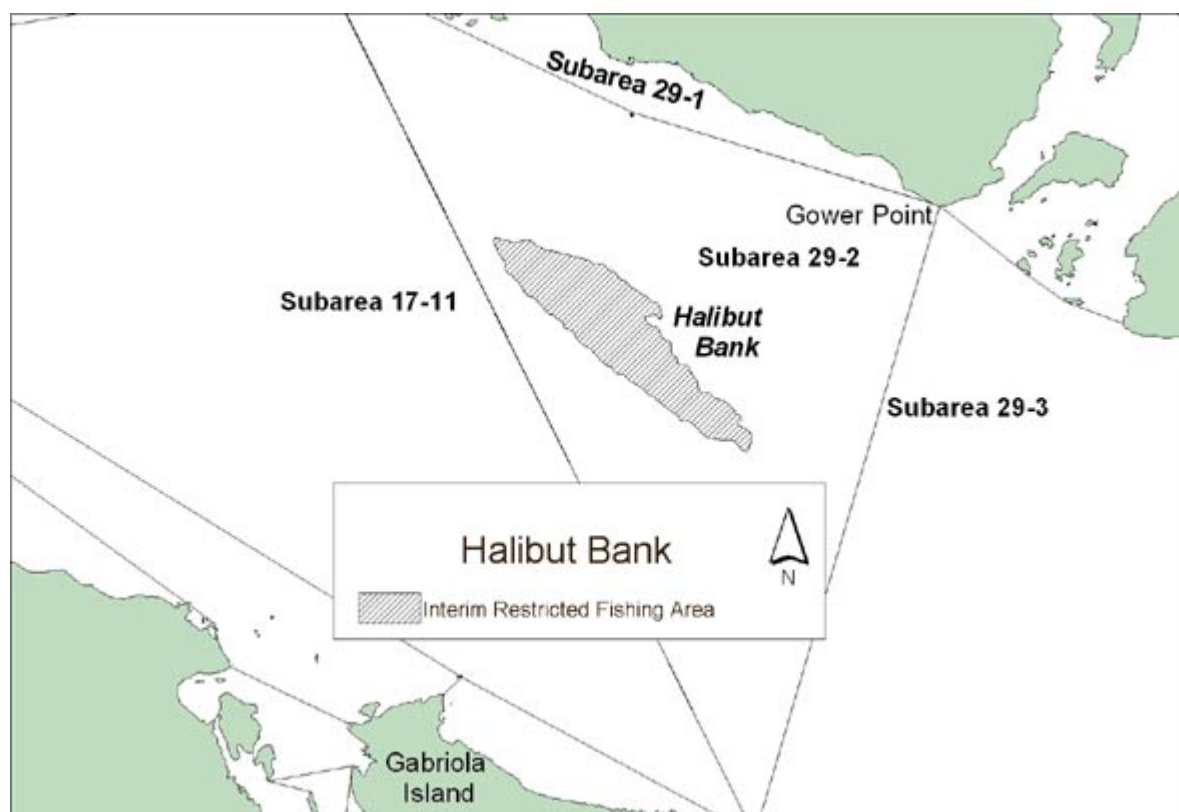 Subarea 29-1
Gower Point
Subarea 29-2
Subarea 17-11
Halibut
Bank
Subarea 29-3
Halibut Bank
N
Interim Restricted Fishing Area
Gabriola
Island